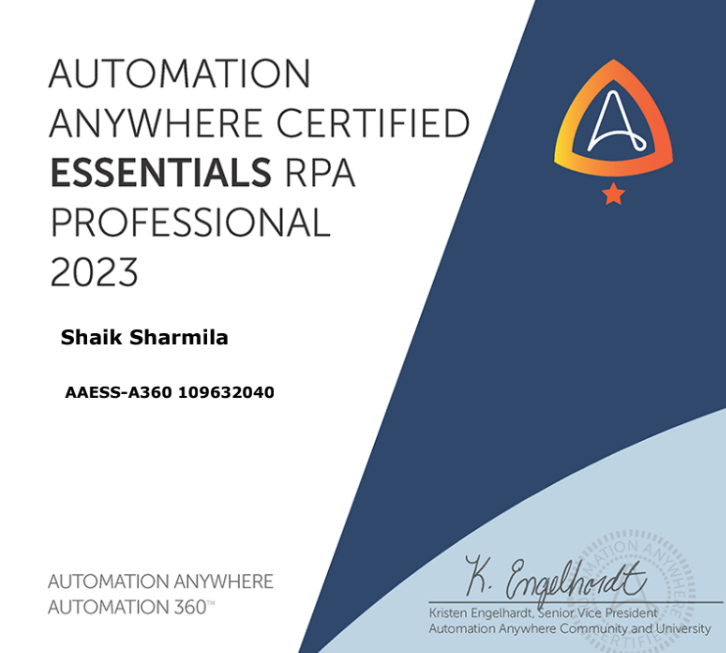 AUTOMATION
ANYWHERE CERTIFIED
ESSENTIALS RPA
PROFESSIONAL
2023
Shaik Sharmila
AAESS-A360 109632040
AUTOMATION ANYWHERE
AUTOMATION 360™
K. Engelhardt
Kristen Engelhardt, Senior Vice President
Automation Anywhere Community and University